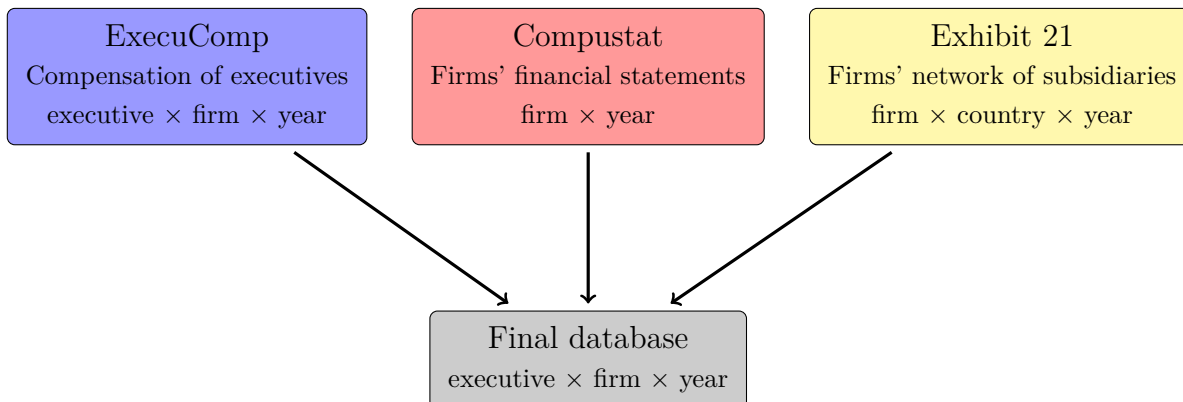 ExecuComp
Compensation of executives
executive × firm × year
Compustat
Firms’ financial statements
firm × year
Exhibit 21
Firms’ network of subsidiaries
firm × country × year
Final database
executive × firm × year